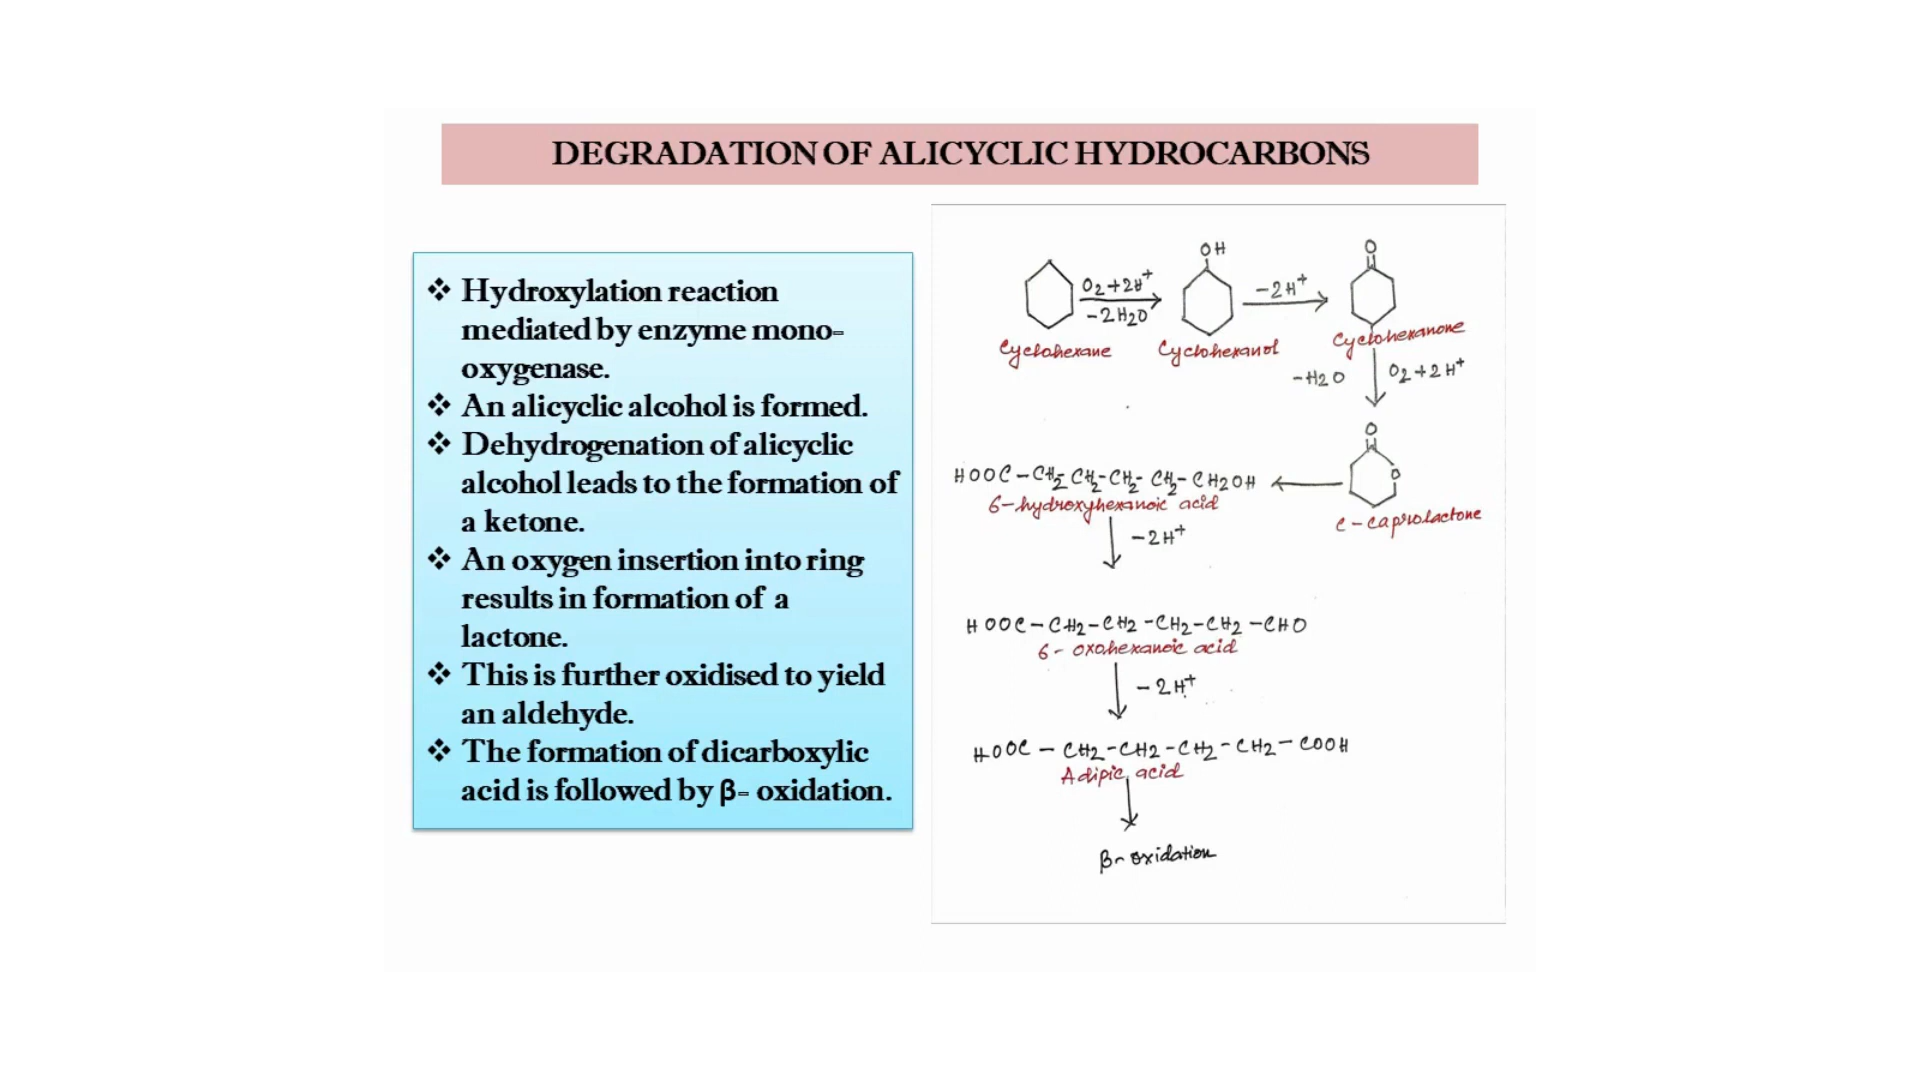 DEGRADATION OF ALICYCLIC HYDROCARBONS
❖ Hydroxylation reaction
mediated by enzyme mono-
oxygenase.
❖ An alicyclic alcohol is formed.
❖ Dehydrogenation of alicyclic
alcohol leads to the formation of
a ketone.
❖ An oxygen insertion into ring
results in formation of a
lactone.
❖ This is further oxidised to yield
an aldehyde.
❖ The formation of dicarboxylic
acid is followed by β- oxidation.
OH
O
O2+2H+
-2H2O
-2H+
Cyclohexane
Cyclohexanol
Cyclohexanone
-H2O
O2+2H+
O
O
HOOC-CH2-CH2-CH2-CH2-CH2OH
6-hydroxyhexanoic acid
C-Caprolactone
-2H+
HOOC-CH2-CH2-CH2-CH2-CHO
6-oxohexanoic acid
-2H+
HOOC-CH2-CH2-CH2-CH2-COOH
Adipic acid
β-oxidation